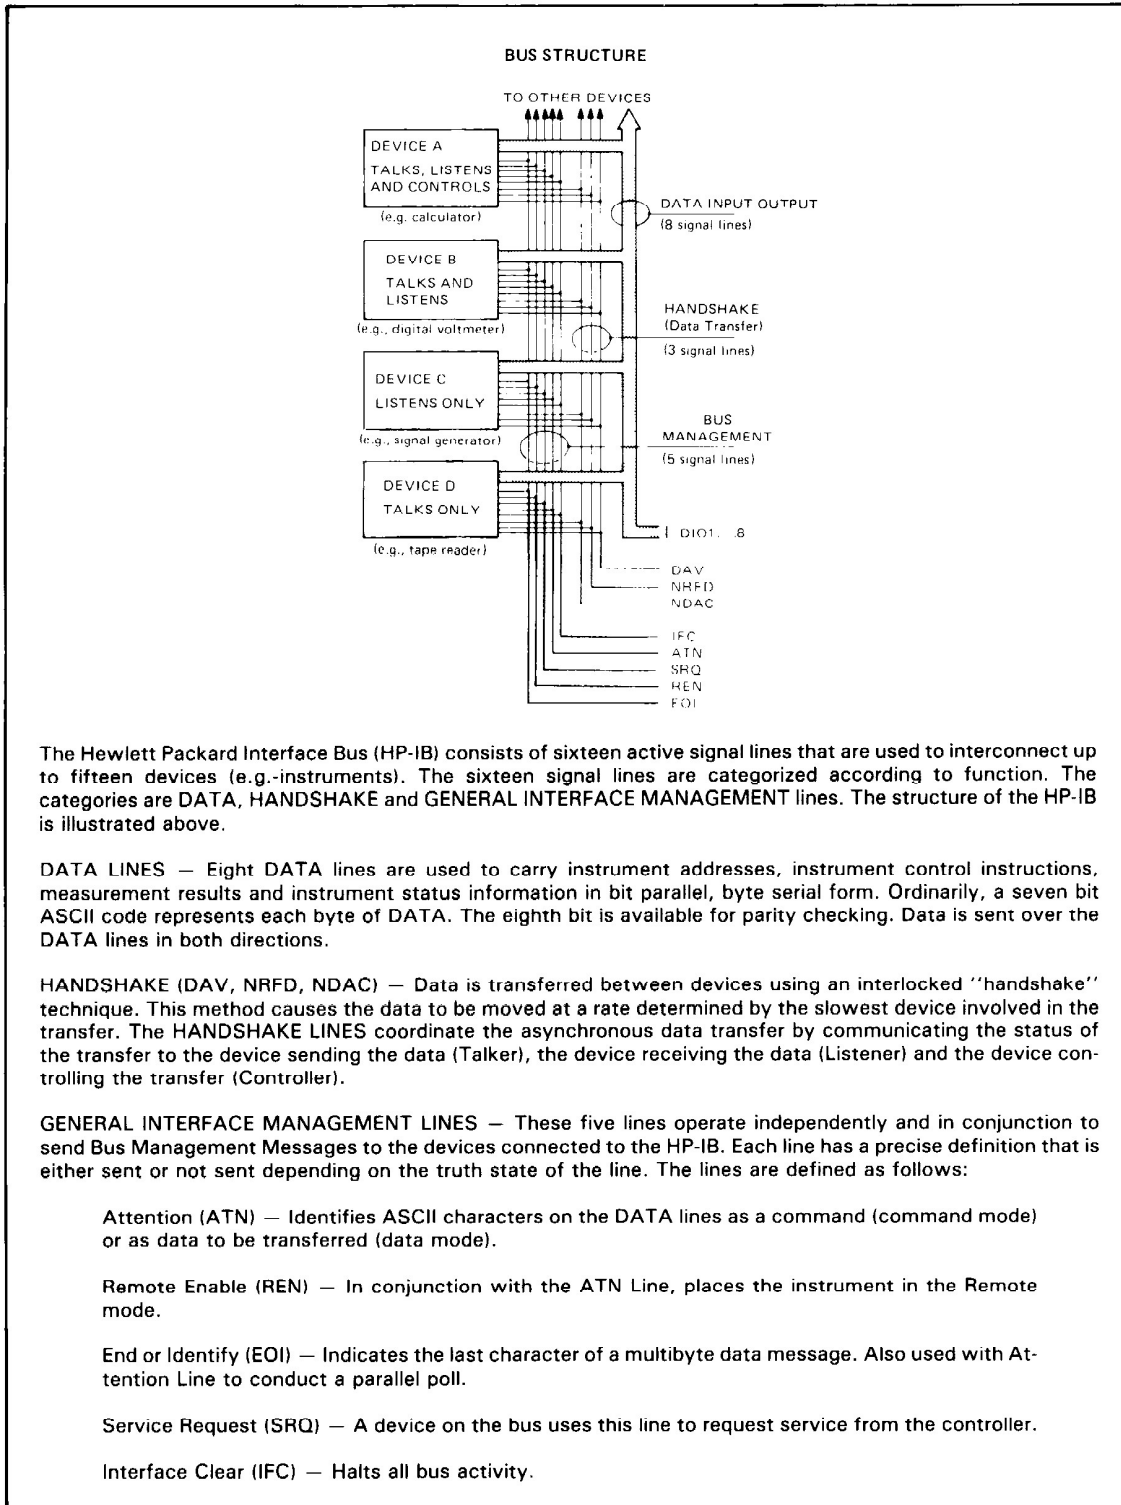 BUS STRUCTURE
TO OTHER DEVICES
DEVICE A
TALKS, LISTENS
AND CONTROLS
(e.g. calculator)
DATA INPUT OUTPUT
(8 signal lines)
DEVICE B
TALKS AND
LISTENS
(e.g., digital voltmeter)
HANDSHAKE
(Data Transfer)
(3 signal lines)
DEVICE C
LISTENS ONLY
(e.g., signal generator)
BUS
MANAGEMENT
(5 signal lines)
DEVICE D
TALKS ONLY
(e.g., tape reader)
DIO1. .8
DAV
NRFD
NDAC
IFC
ATN
SRQ
REN
EOI
The Hewlett Packard Interface Bus (HP-IB) consists of sixteen active signal lines that are used to interconnect up
to fifteen devices (e.g.-instruments). The sixteen signal lines are categorized according to function. The
categories are DATA, HANDSHAKE and GENERAL INTERFACE MANAGEMENT lines. The structure of the HP-IB
is illustrated above.
DATA LINES — Eight DATA lines are used to carry instrument addresses, instrument control instructions,
measurement results and instrument status information in bit parallel, byte serial form. Ordinarily, a seven bit
ASCII code represents each byte of DATA. The eighth bit is available for parity checking. Data is sent over the
DATA lines in both directions.
HANDSHAKE (DAV, NRFD, NDAC) — Data is transferred between devices using an interlocked ''handshake''
technique. This method causes the data to be moved at a rate determined by the slowest device involved in the
transfer. The HANDSHAKE LINES coordinate the asynchronous data transfer by communicating the status of
the transfer to the device sending the data (Talker), the device receiving the data (Listener) and the device con-
trolling the transfer (Controller).
GENERAL INTERFACE MANAGEMENT LINES — These five lines operate independently and in conjunction to
send Bus Management Messages to the devices connected to the HP-IB. Each line has a precise definition that is
either sent or not sent depending on the truth state of the line. The lines are defined as follows:
Attention (ATN) — Identifies ASCII characters on the DATA lines as a command (command mode)
or as data to be transferred (data mode).
Remote Enable (REN) — In conjunction with the ATN Line, places the instrument in the Remote
mode.
End or Identify (EOI) — Indicates the last character of a multibyte data message. Also used with At-
tention Line to conduct a parallel poll.
Service Request (SRQ) — A device on the bus uses this line to request service from the controller.
Interface Clear (IFC) — Halts all bus activity.